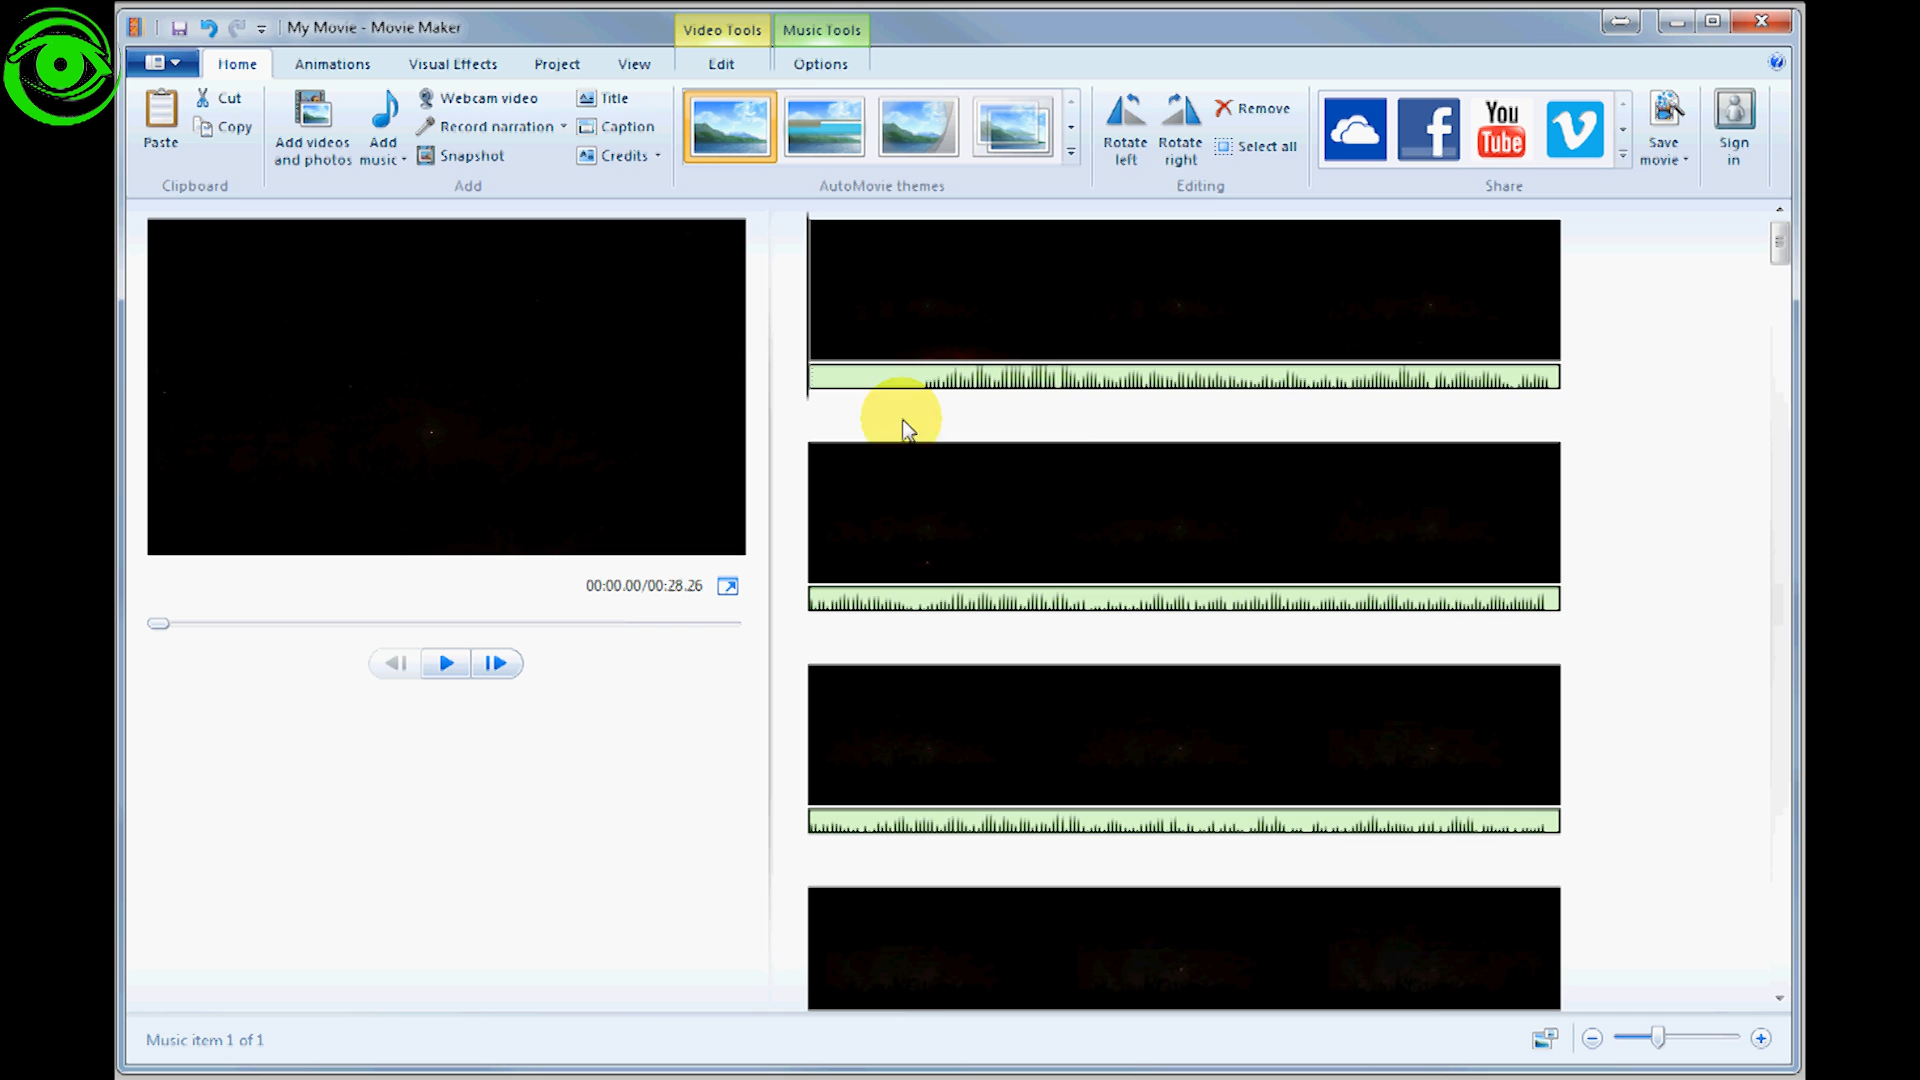 My Movie - Movie Maker
Video Tools
Music Tools
Home
Animations
Visual Effects
Project
View
Edit
Options
Paste
Cut
Copy
Clipboard
Add videos
and photos
Add
music
Webcam video
Record narration
Snapshot
Title
Caption
Credits
Add
AutoMovie themes
Rotate
left
Rotate
right
Remove
Select all
Editing
f
You
Tube
Share
Save
movie
Sign
in
00:00.00/00:28.26
Music item 1 of 1